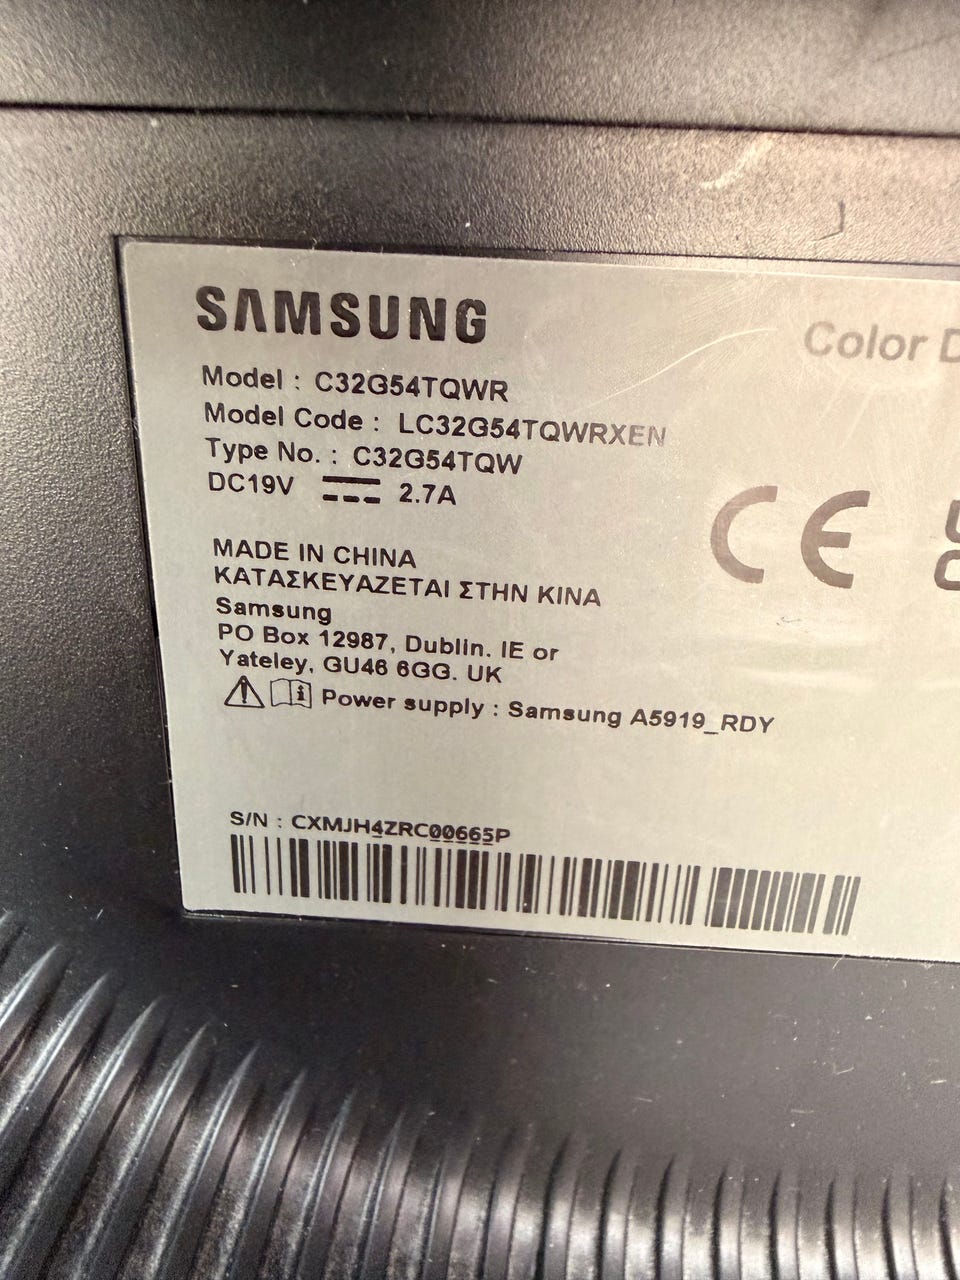 SAMSUNG
Color D
Model : C32G54TQWR
Model Code : LC32G54TQWRXEN
Type No. : C32G54TQW
DC19V 2.7A
CE
MADE IN CHINA
ΚΑΤΑΣΚΕΥΑΖΕΤΑΙ ΣΤΗΝ ΚΙΝΑ
Samsung
PO Box 12987, Dublin. IE or
Yateley, GU46 6GG. UK
Power supply : Samsung A5919_RDY
S/N : CXMJH4ZRC00665P